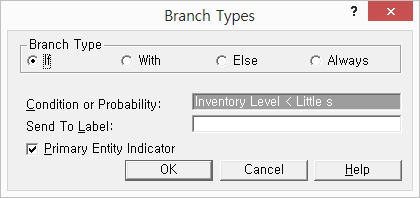 Branch Types
?
Branch Type
If
With
Else
Always
Condition or Probability:
Inventory Level < Little s
Send To Label:
Primary Entity Indicator
OK
Cancel
Help